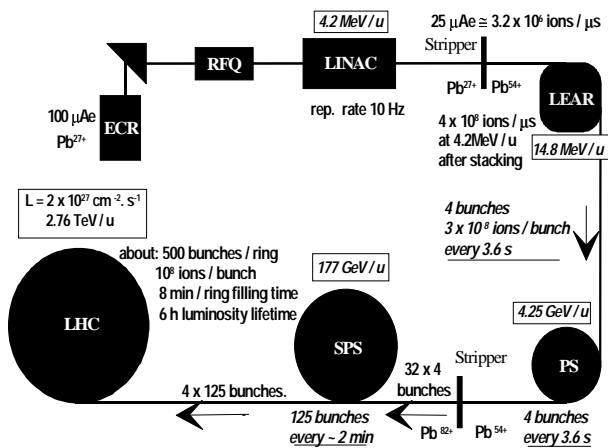 4.2 MeV / u
25 µAe ≅ 3.2 x 10⁶ ions / µs
Stripper
RFQ
LINAC
Pb²⁷⁺ Pb⁵⁴⁺
LEAR
100 µAe
Pb²⁷⁺
ECR
rep. rate 10 Hz
4 x 10⁸ ions / µs
at 4.2MeV / u
after stacking
14.8 MeV / u
L = 2 x 10²⁷ cm⁻². s⁻¹
2.76 TeV / u
4 bunches
3 x 10⁸ ions / bunch
every 3.6 s
about: 500 bunches / ring
10⁸ ions / bunch
8 min / ring filling time
6 h luminosity lifetime
177 GeV / u
4.25 GeV / u
LHC
SPS
PS
Stripper
32 x 4
bunches
4 x 125 bunches.
Pb⁸²⁺ Pb⁵⁴⁺
125 bunches
every ~ 2 min
4 bunches
every 3.6 s